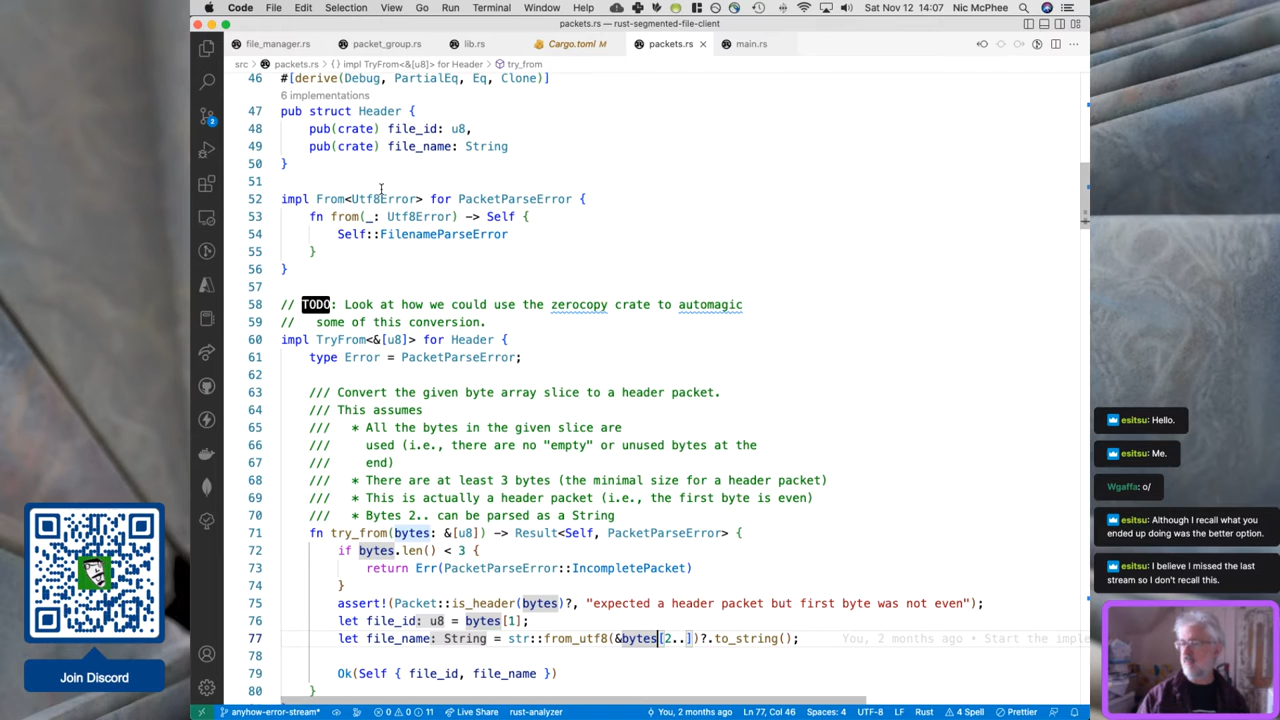 Code File Edit Selection View Go Run Terminal Window Help Sat Nov 12 14:07 Nic McPhee
packets.rs — rust-segmented-file-client
file_manager.rs packet_group.rs lib.rs Cargo.toml M packets.rs × main.rs ···
src > packets.rs > {} impl TryFrom<&[u8]> for Header > try_from
46 #[derive(Debug, PartialEq, Eq, Clone)]
6 implementations
47 pub struct Header {
48 pub(crate) file_id: u8,
49 pub(crate) file_name: String
50 }
51
52 impl From<Utf8Error> for PacketParseError {
53 fn from(_: Utf8Error) -> Self {
54 Self::FilenameParseError
55 }
56 }
57
58 // TODO: Look at how we could use the zerocopy crate to automagic
59 // some of this conversion.
60 impl TryFrom<&[u8]> for Header {
61 type Error = PacketParseError;
62
63 /// Convert the given byte array slice to a header packet.
64 /// This assumes
65 /// * All the bytes in the given slice are
66 /// used (i.e., there are no "empty" or unused bytes at the
67 /// end)
68 /// * There are at least 3 bytes (the minimal size for a header packet)
69 /// * This is actually a header packet (i.e., the first byte is even)
70 /// * Bytes 2.. can be parsed as a String
71 fn try_from(bytes: &[u8]) -> Result<Self, PacketParseError> {
72 if bytes.len() < 3 {
73 return Err(PacketParseError::IncompletePacket)
74 }
75 assert!(Packet::is_header(bytes)?, "expected a header packet but first byte was not even");
76 let file_id: u8 = bytes[1];
77 let file_name: String = str::from_utf8(&bytes[2..])?.to_string(); You, 2 months ago • Start the imple
78
79 Ok(Self { file_id, file_name })
80 }
anyhow-error-stream* 0 0 11 Live Share rust-analyzer You, 2 months ago Ln 77, Col 46 Spaces: 4 UTF-8 LF Rust 4 Spell Prettier
2
Join Discord
esitsu: Hello.
esitsu: Me.
Wgaffa: o/
esitsu: Although I recall what you
ended up doing was the better option.
esitsu: I believe I missed the last
stream so I don't recall this.